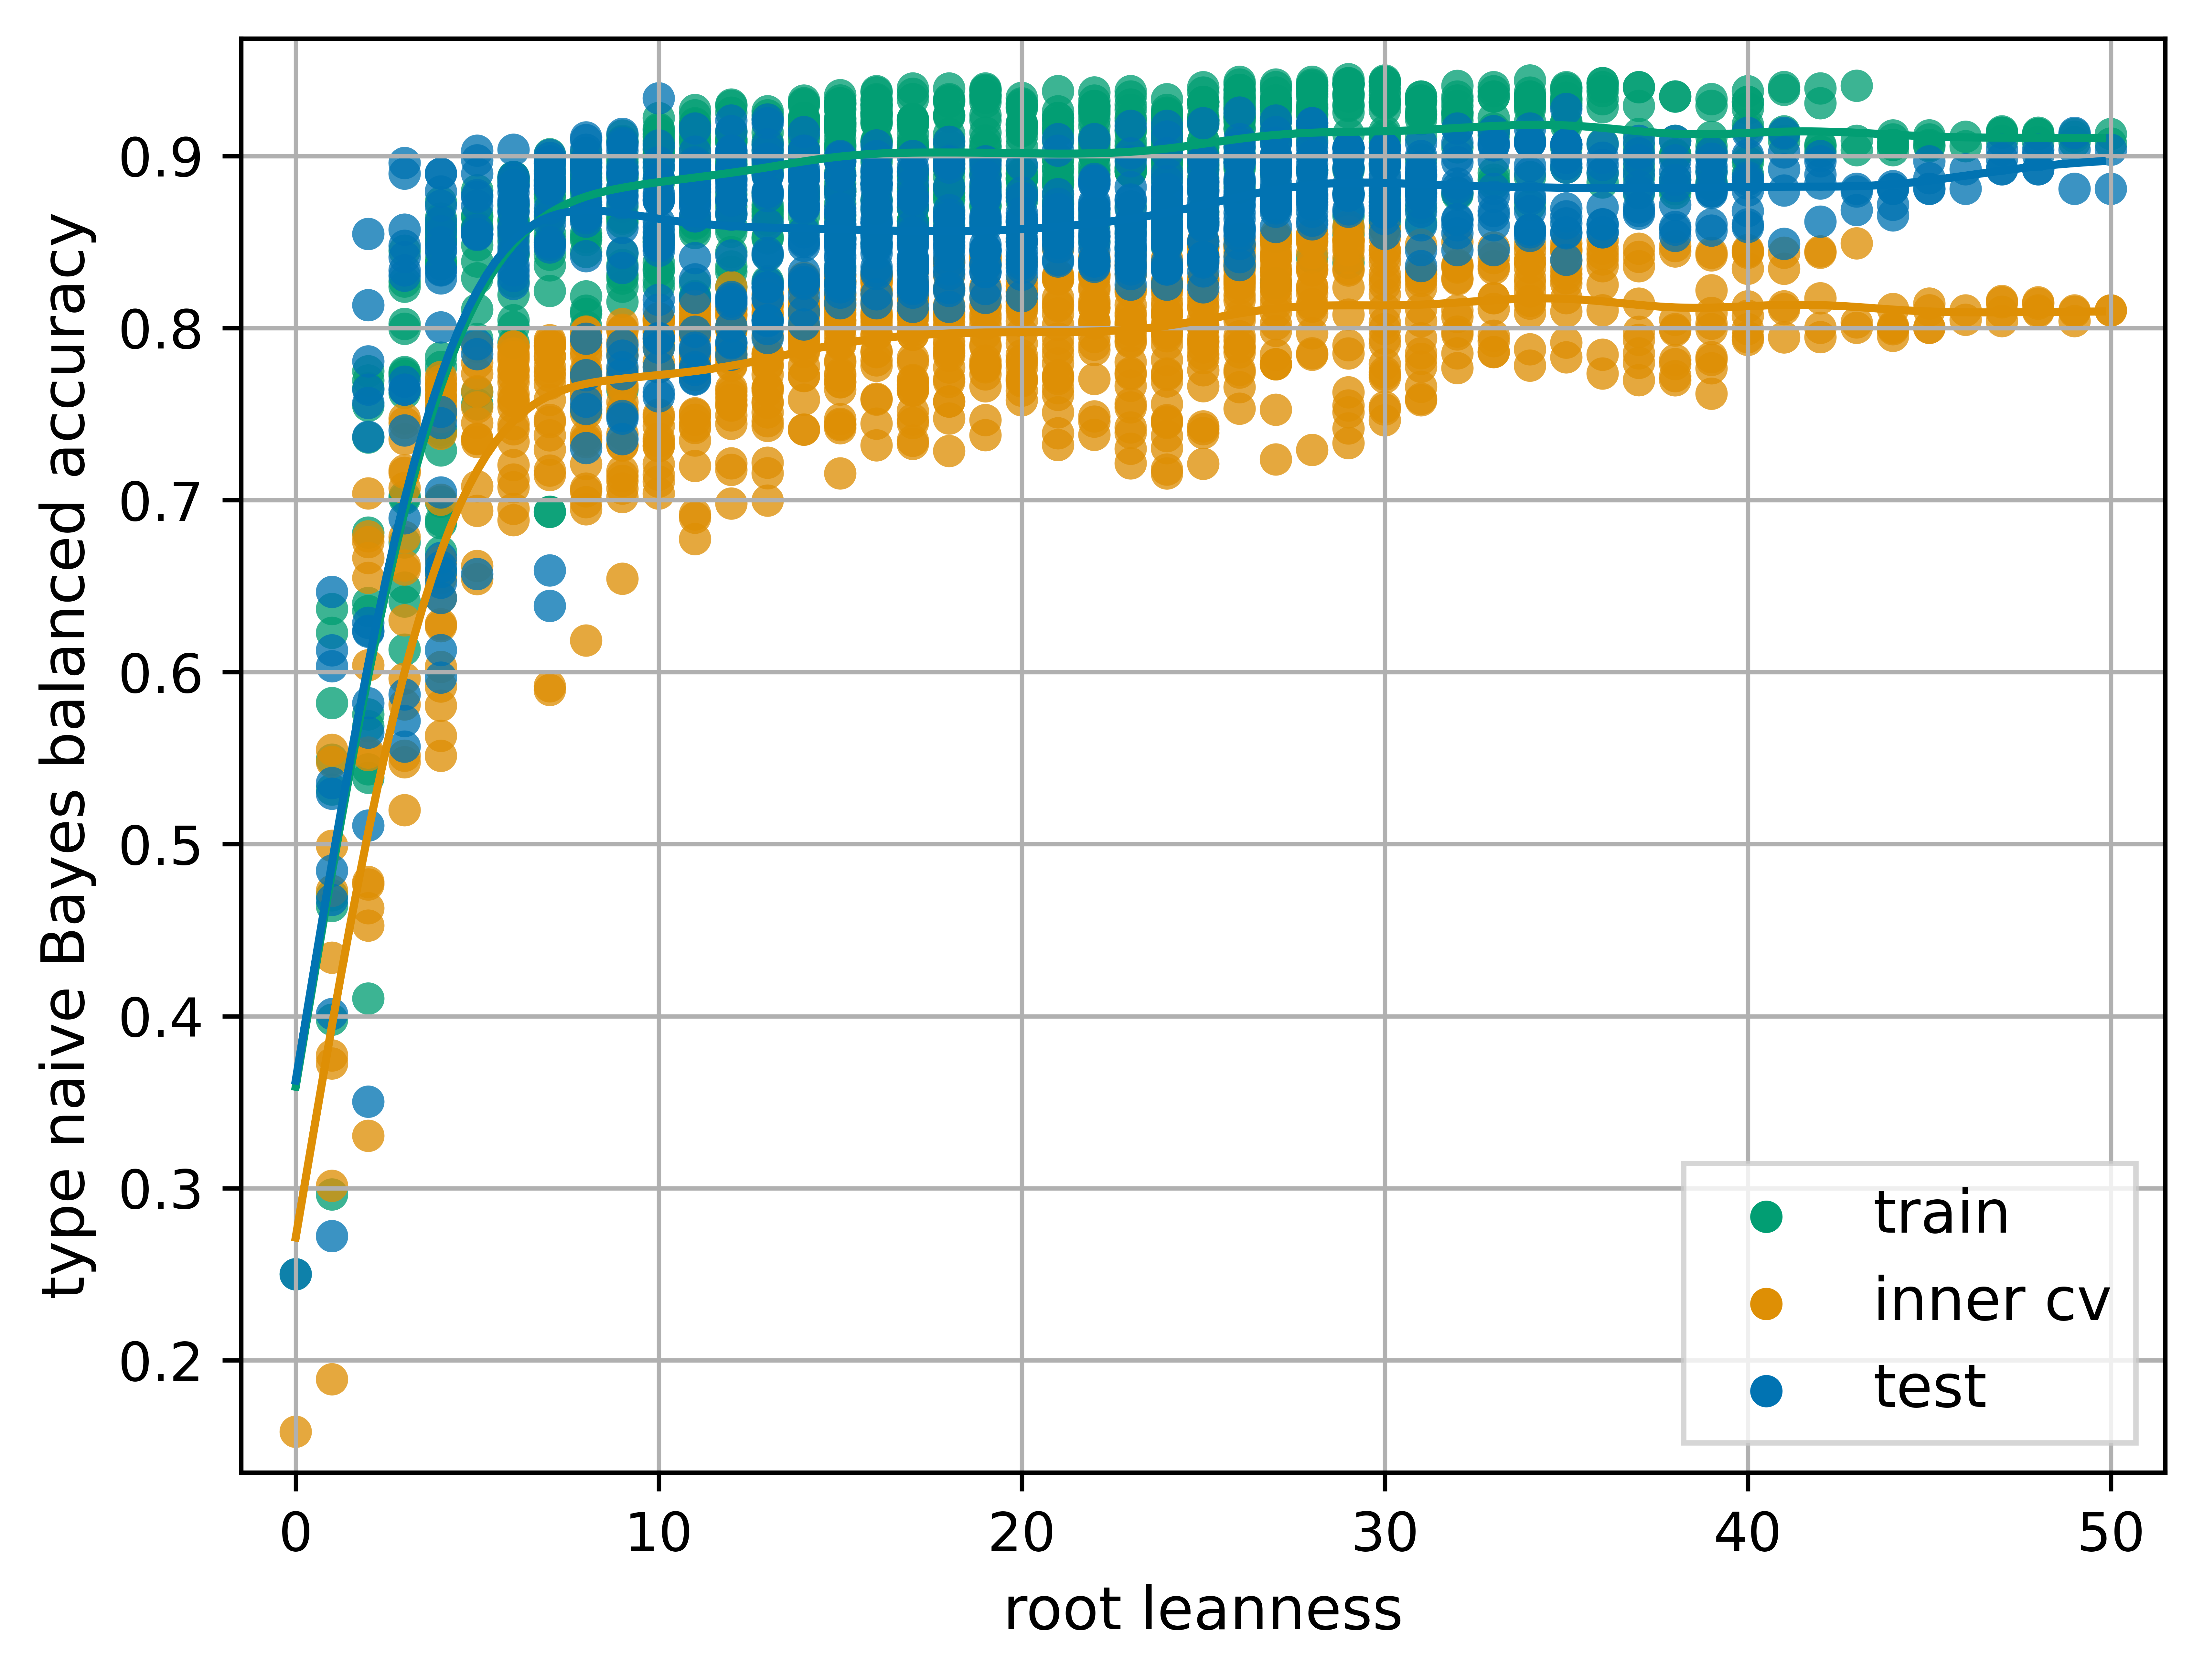 type naive Bayes balanced accuracy
0.9
0.8
0.7
0.6
0.5
0.4
0.3
0.2
train
inner cv
test
0 10 20 30 40 50
root leanness